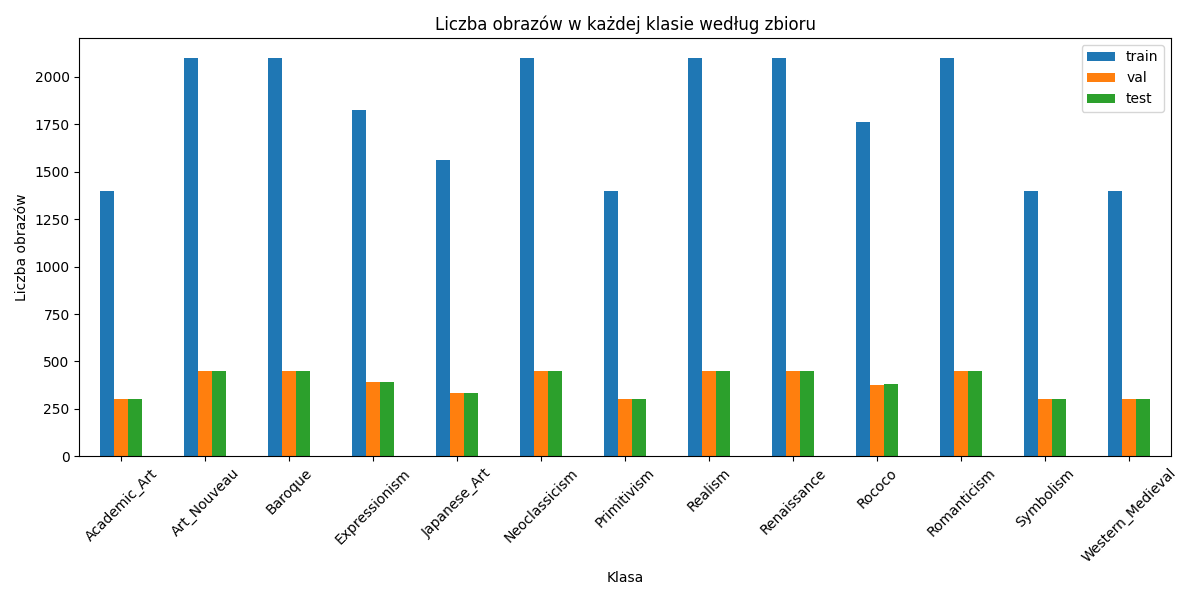 Liczba obrazów w każdej klasie według zbioru
train
val
test
Liczba obrazów
2000
1750
1500
1250
1000
750
500
250
0
Academic_Art
Art_Nouveau
Baroque
Expressionism
Japanese_Art
Neoclassicism
Primitivism
Realism
Renaissance
Rococo
Romanticism
Symbolism
Western_Medieval
Klasa